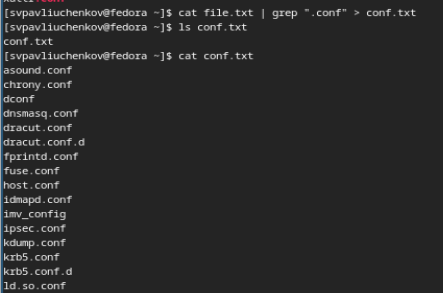 [svpavliuchenkov@fedora ~]$ cat file.txt | grep ".conf" > conf.txt
[svpavliuchenkov@fedora ~]$ ls conf.txt
conf.txt
[svpavliuchenkov@fedora ~]$ cat conf.txt
asound.conf
chrony.conf
dconf
dnsmasq.conf
dracut.conf
dracut.conf.d
fprintd.conf
fuse.conf
host.conf
idmapd.conf
imv_config
ipsec.conf
kdump.conf
krb5.conf
krb5.conf.d
ld.so.conf